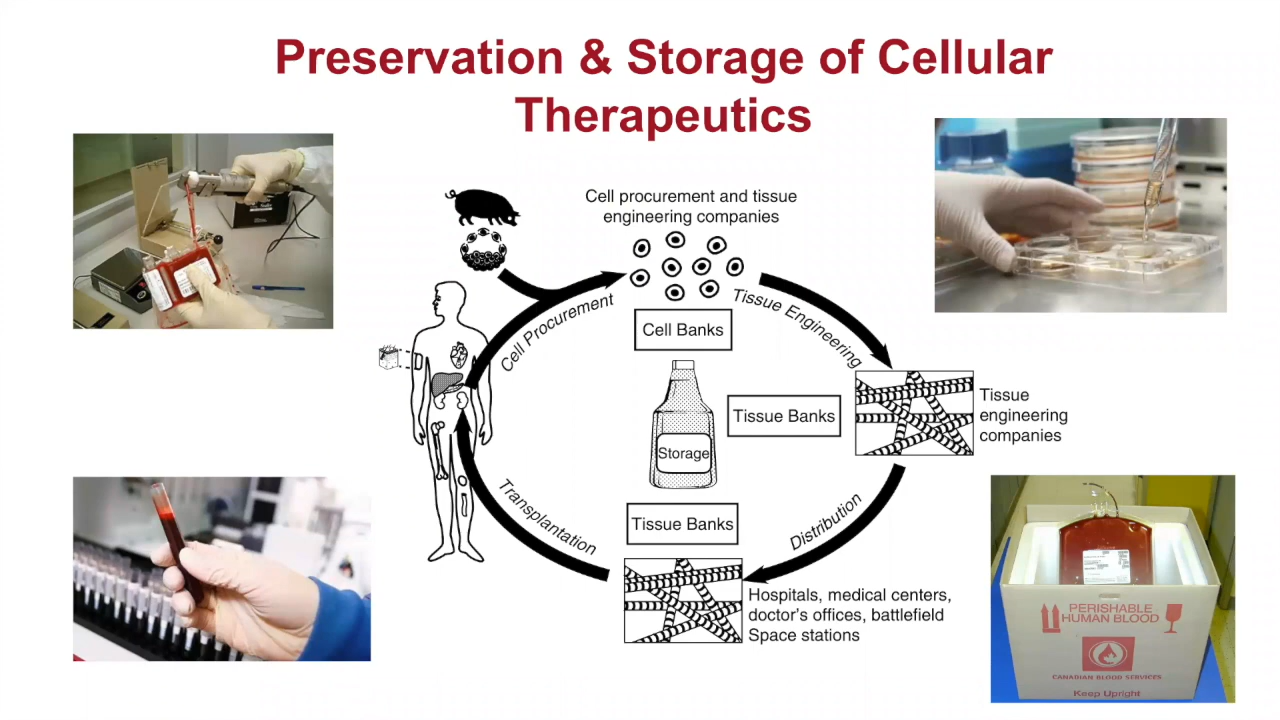 Preservation & Storage of Cellular
Therapeutics
Cell procurement and tissue
engineering companies
Cell Procurement
Tissue Engineering
Cell Banks
Tissue Banks
Storage
Tissue
engineering
companies
Transplantation
Tissue Banks
Distribution
Hospitals, medical centers,
doctor's offices, battlefield
Space stations
PERISHABLE
HUMAN BLOOD
CANADIAN BLOOD SERVICES
Keep Upright